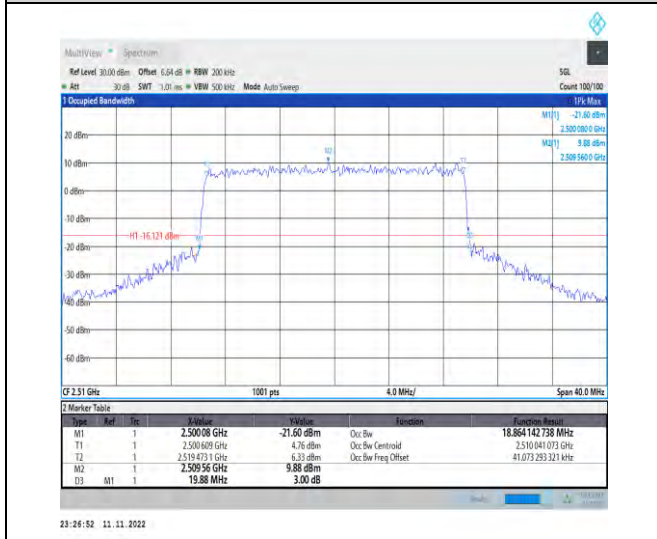 MultiView Spectrum
Ref Level 30.00 dBm Offset 6.64 dB RBW 200 kHz SGL
Att 30 dB SWT 1.01 ms VBW 500 kHz Mode Auto Sweep Count 100/100
1 Occupied Bandwidth 1Pk Max
M1[1] -21.60 dBm
2.500 080 0 GHz
M2[1] 9.88 dBm
2.509 560 0 GHz
20 dBm
10 dBm
0 dBm
-10 dBm
H1 -16.121 dBm
-20 dBm
-30 dBm
-40 dBm
-50 dBm
-60 dBm
CF 2.51 GHz 1001 pts 4.0 MHz/ Span 40.0 MHz
2 Marker Table
Type Ref Trc X-Value Y-Value Function Function Result
M1 1 2.500 08 GHz -21.60 dBm Occ Bw 18.864 142 738 MHz
T1 1 2.500 609 GHz 4.76 dBm Occ Bw Centroid 2.510 041 073 GHz
T2 1 2.519 473 1 GHz 6.33 dBm Occ Bw Freq Offset 41.073 293 321 kHz
M2 1 2.509 56 GHz 9.88 dBm
D3 M1 1 19.88 MHz 3.00 dB
23:26:52 11.11.2022